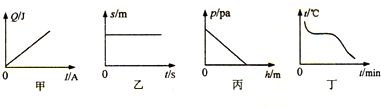 Q/J
0
I/A
甲
s/m
0
t/s
乙
p/pa
0
h/m
丙
t/℃
0
t/min
丁